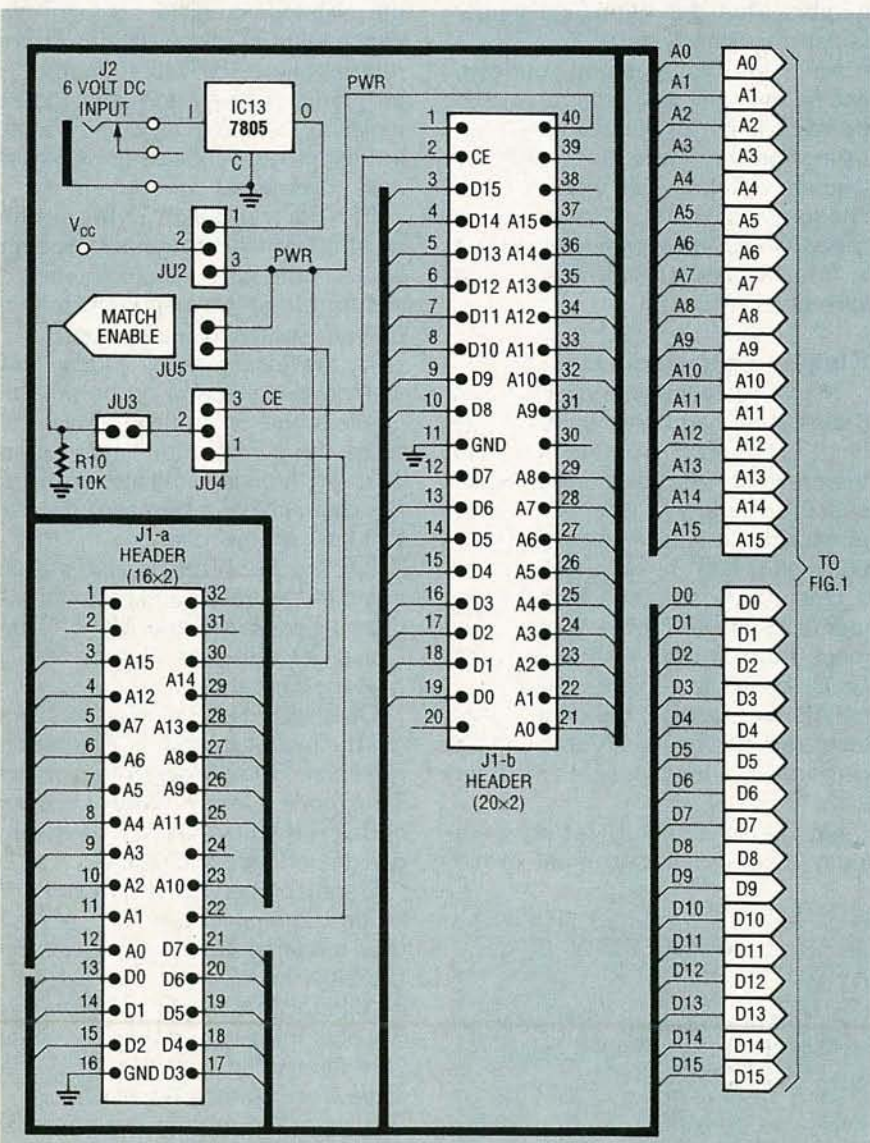 J2
6 VOLT DC
INPUT
I
IC13
7805
O
C
PWR
VCC
1
2
3
JU2
PWR
MATCH
ENABLE
JU5
JU3
3
CE
2
1
JU4
R10
10K
J1-a
HEADER
(16×2)
1 32
2 31
3 A15 30
4 A12 A14 29
5 A7 A13 28
6 A6 A8 27
7 A5 A9 26
8 A4 A11 25
9 A3 24
10 A2 A10 23
11 A1 22
12 A0 D7 21
13 D0 D6 20
14 D1 D5 19
15 D2 D4 18
16 GND D3 17
1 40
2 CE 39
3 D15 38
4 D14 A15 37
5 D13 A14 36
6 D12 A13 35
7 D11 A12 34
8 D10 A11 33
9 D9 A10 32
10 D8 A9 31
11 GND 30
12 D7 A8 29
13 D6 A7 28
14 D5 A6 27
15 D4 A5 26
16 D3 A4 25
17 D2 A3 24
18 D1 A2 23
19 D0 A1 22
20 A0 21
J1-b
HEADER
(20×2)
A0 A0
A1 A1
A2 A2
A3 A3
A4 A4
A5 A5
A6 A6
A7 A7
A8 A8
A9 A9
A10 A10
A11 A11
A12 A12
A13 A13
A14 A14
A15 A15
TO
FIG.1
D0 D0
D1 D1
D2 D2
D3 D3
D4 D4
D5 D5
D6 D6
D7 D7
D8 D8
D9 D9
D10 D10
D11 D11
D12 D12
D13 D13
D14 D14
D15 D15